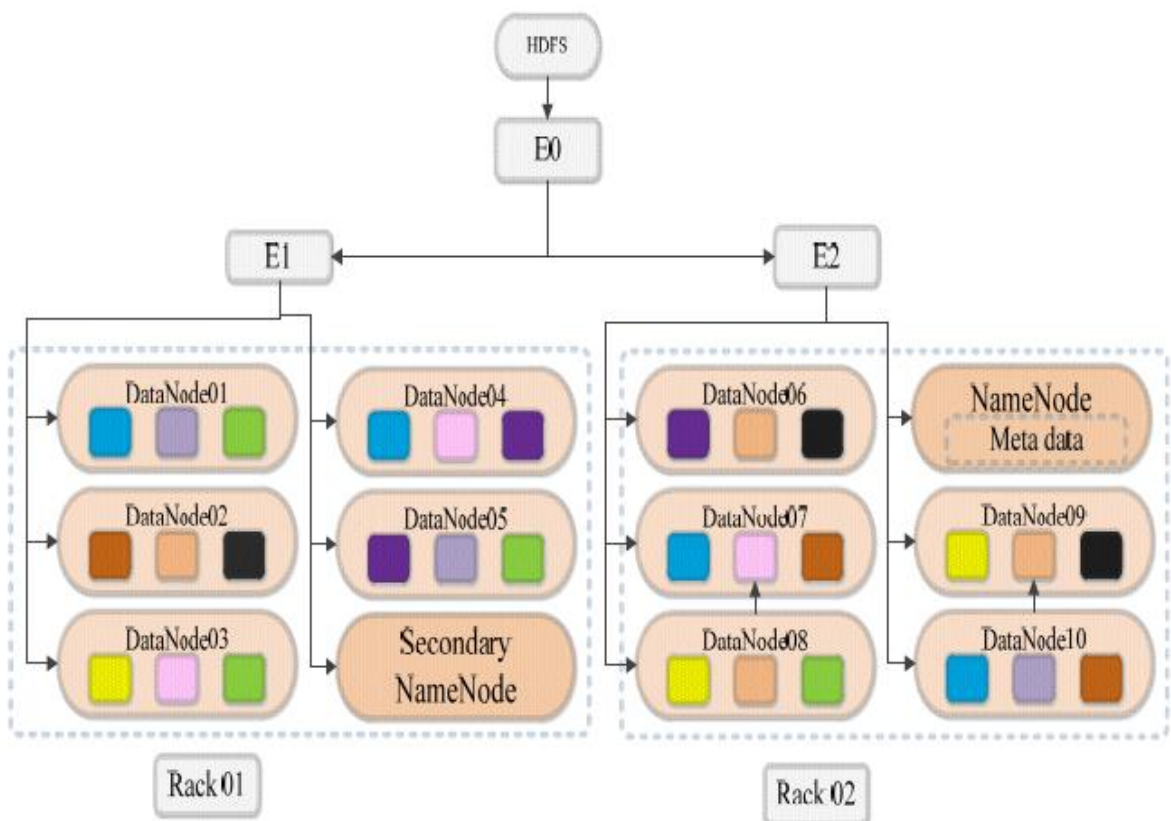 HDFS
E0
E1
E2
DataNode01
DataNode04
DataNode02
DataNode05
DataNode03
Secondary
NameNode
Rack 01
DataNode06
NameNode
Meta data
DataNode07
DataNode09
DataNode08
DataNode10
Rack 02